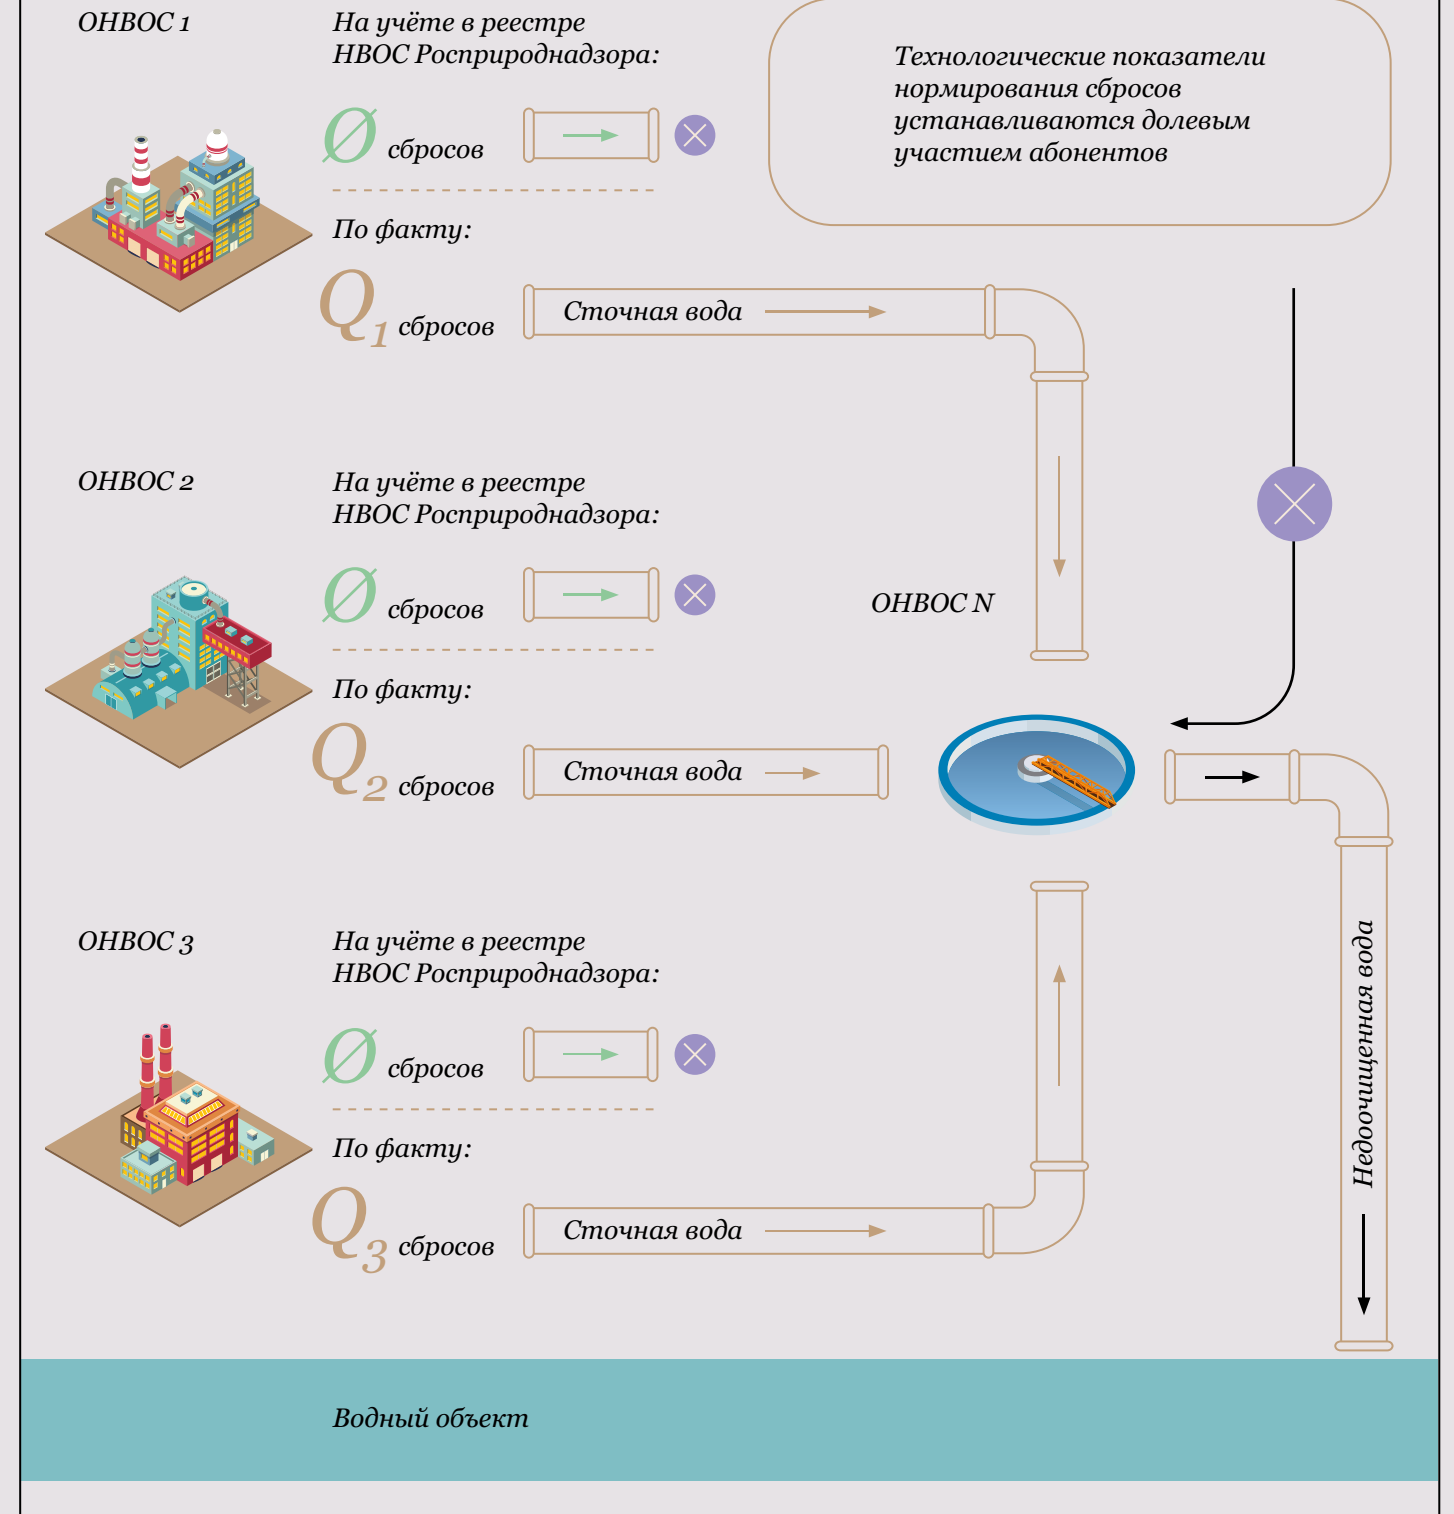 ОНВОС 1
На учёте в реестре
НВОС Росприроднадзора:
Ø сбросов
По факту:
Q1 сбросов
Сточная вода
Технологические показатели
нормирования сбросов
устанавливаются долевым
участием абонентов
ОНВОС 2
На учёте в реестре
НВОС Росприроднадзора:
Ø сбросов
По факту:
Q2 сбросов
Сточная вода
ОНВОС N
ОНВОС 3
На учёте в реестре
НВОС Росприроднадзора:
Ø сбросов
По факту:
Q3 сбросов
Сточная вода
Недоочищенная вода
Водный объект